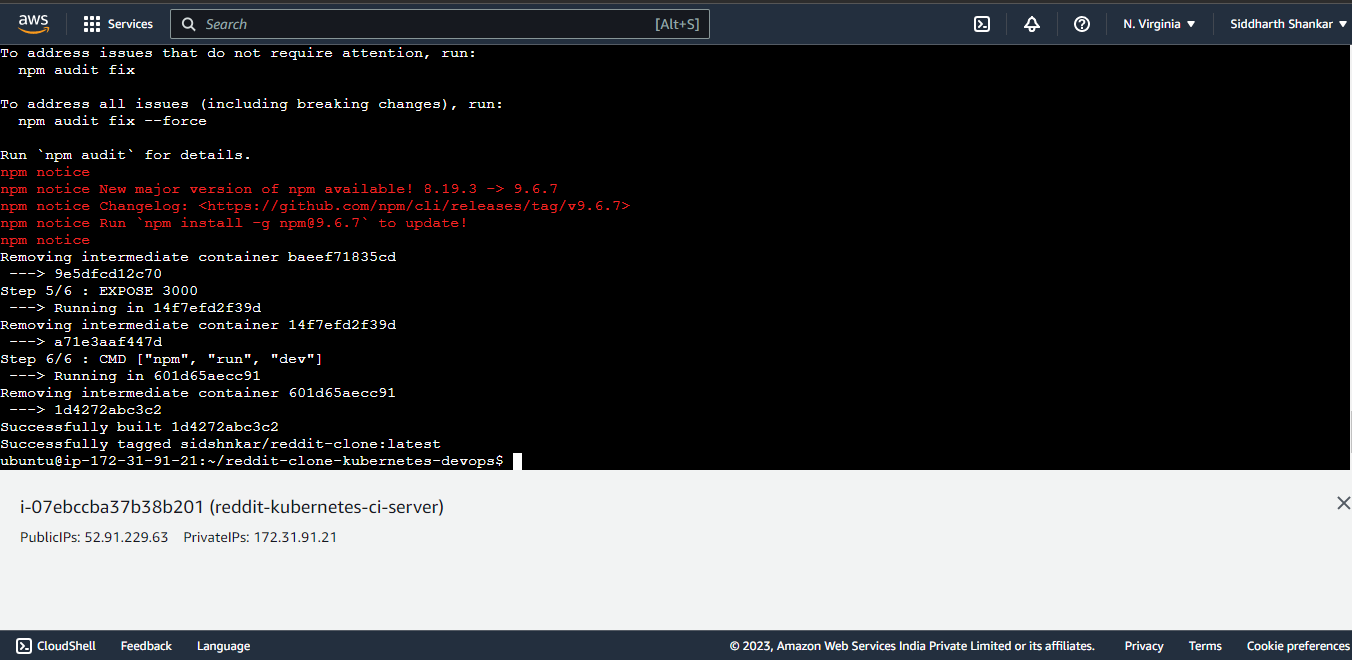 aws Services Search [Alt+S] N. Virginia ▼ Siddharth Shankar ▼
To address issues that do not require attention, run:
  npm audit fix
To address all issues (including breaking changes), run:
  npm audit fix --force
Run `npm audit` for details.
npm notice
npm notice New major version of npm available! 8.19.3 -> 9.6.7
npm notice Changelog: <https://github.com/npm/cli/releases/tag/v9.6.7>
npm notice Run `npm install -g npm@9.6.7` to update!
npm notice
Removing intermediate container baeef71835cd
 ---> 9e5dfcd12c70
Step 5/6 : EXPOSE 3000
 ---> Running in 14f7efd2f39d
Removing intermediate container 14f7efd2f39d
 ---> a71e3aaf447d
Step 6/6 : CMD ["npm", "run", "dev"]
 ---> Running in 601d65aecc91
Removing intermediate container 601d65aecc91
 ---> 1d4272abc3c2
Successfully built 1d4272abc3c2
Successfully tagged sidshnkar/reddit-clone:latest
ubuntu@ip-172-31-91-21:~/reddit-clone-kubernetes-devops$
i-07ebccba37b38b201 (reddit-kubernetes-ci-server)
PublicIPs: 52.91.229.63 PrivateIPs: 172.31.91.21
CloudShell Feedback Language © 2023, Amazon Web Services India Private Limited or its affiliates. Privacy Terms Cookie preferences